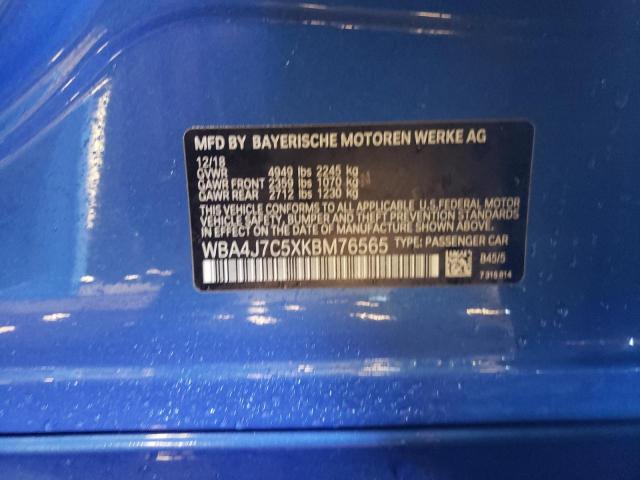 MFD BY BAYERISCHE MOTOREN WERKE AG
12/18
GVWR 4949 lbs 2245 kg
GAWR FRONT 2359 lbs 1070 kg
GAWR REAR 2712 lbs 1230 kg
THIS VEHICLE CONFORMS TO ALL APPLICABLE U.S.FEDERAL MOTOR
VEHICLE SAFETY, BUMPER, AND THEFT PREVENTION STANDARDS
IN EFFECT ON THE DATE OF MANUFACTURE SHOWN ABOVE.
WBA4J7C5XKBM76565 TYPE: PASSENGER CAR
B45/5
7 315 814